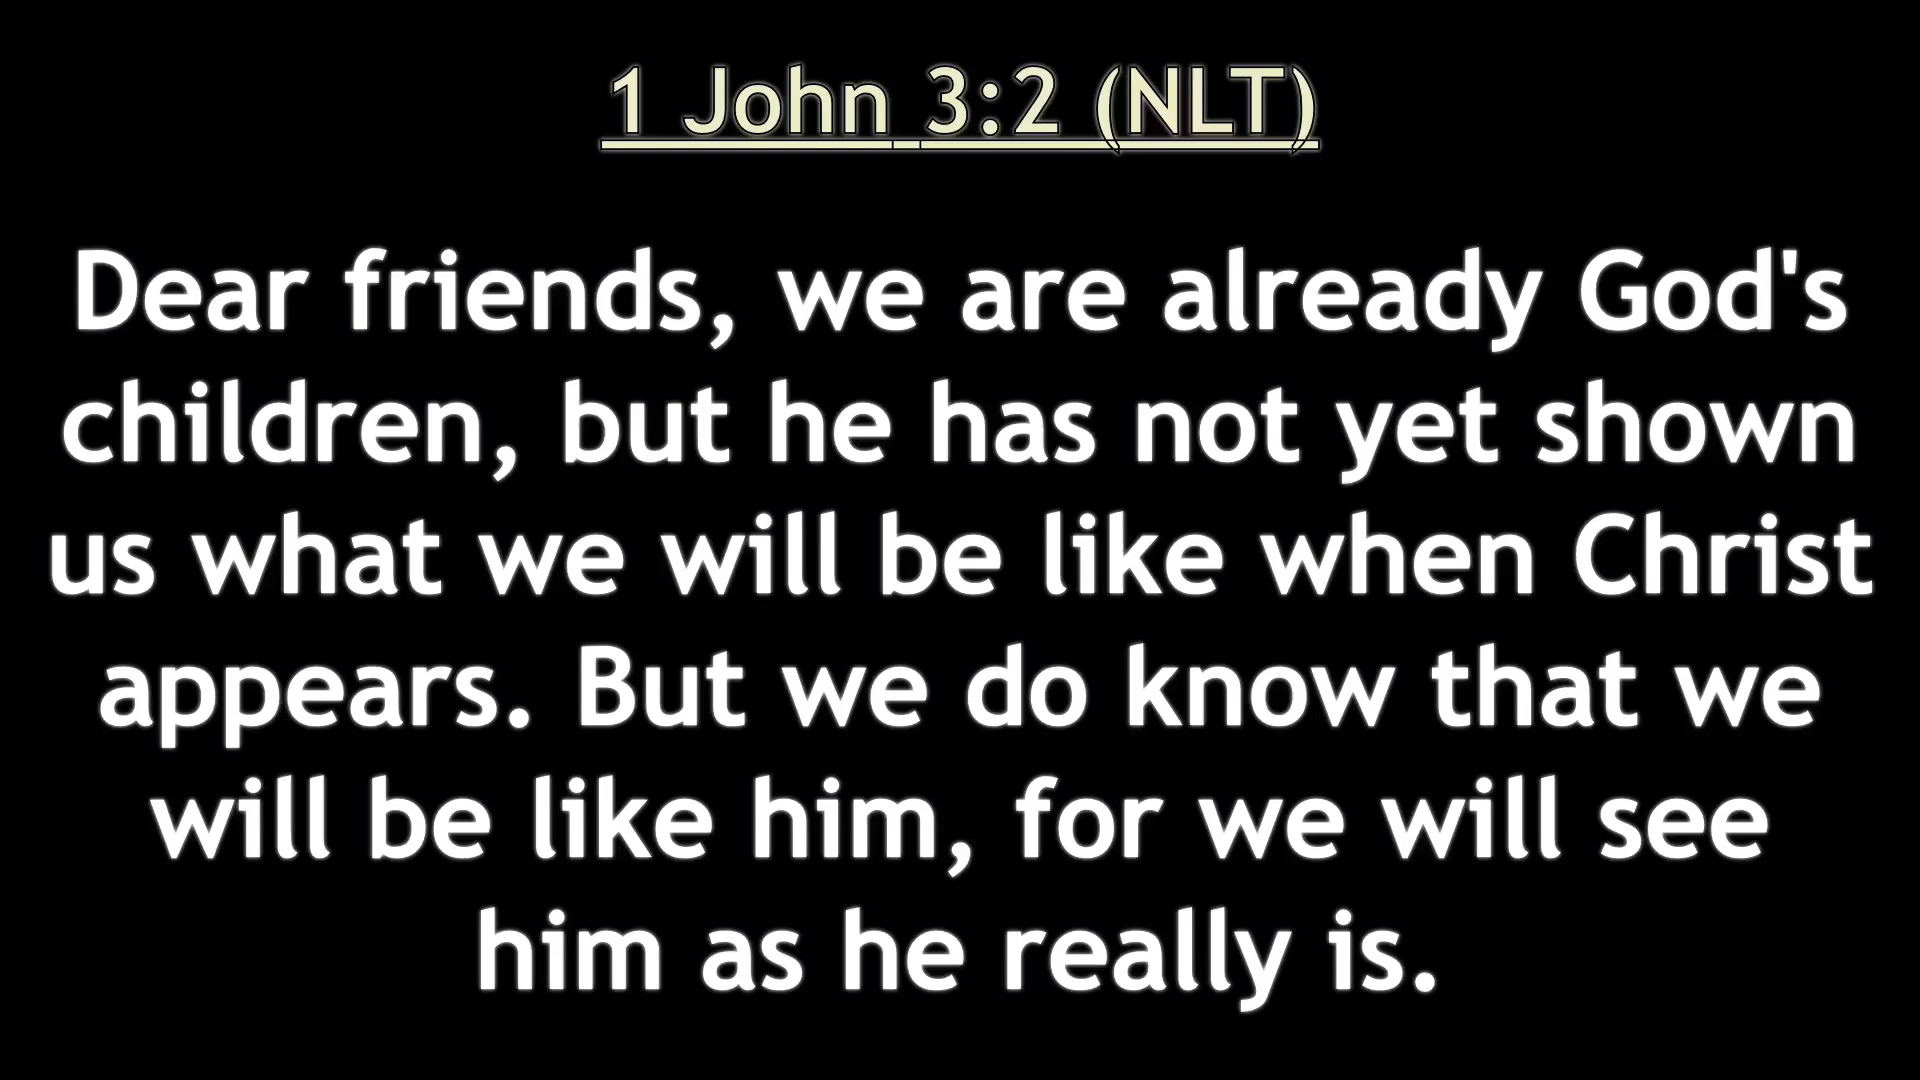 1 John 3:2 (NLT)
Dear friends, we are already God's
children, but he has not yet shown
us what we will be like when Christ
appears. But we do know that we
will be like him, for we will see
him as he really is.